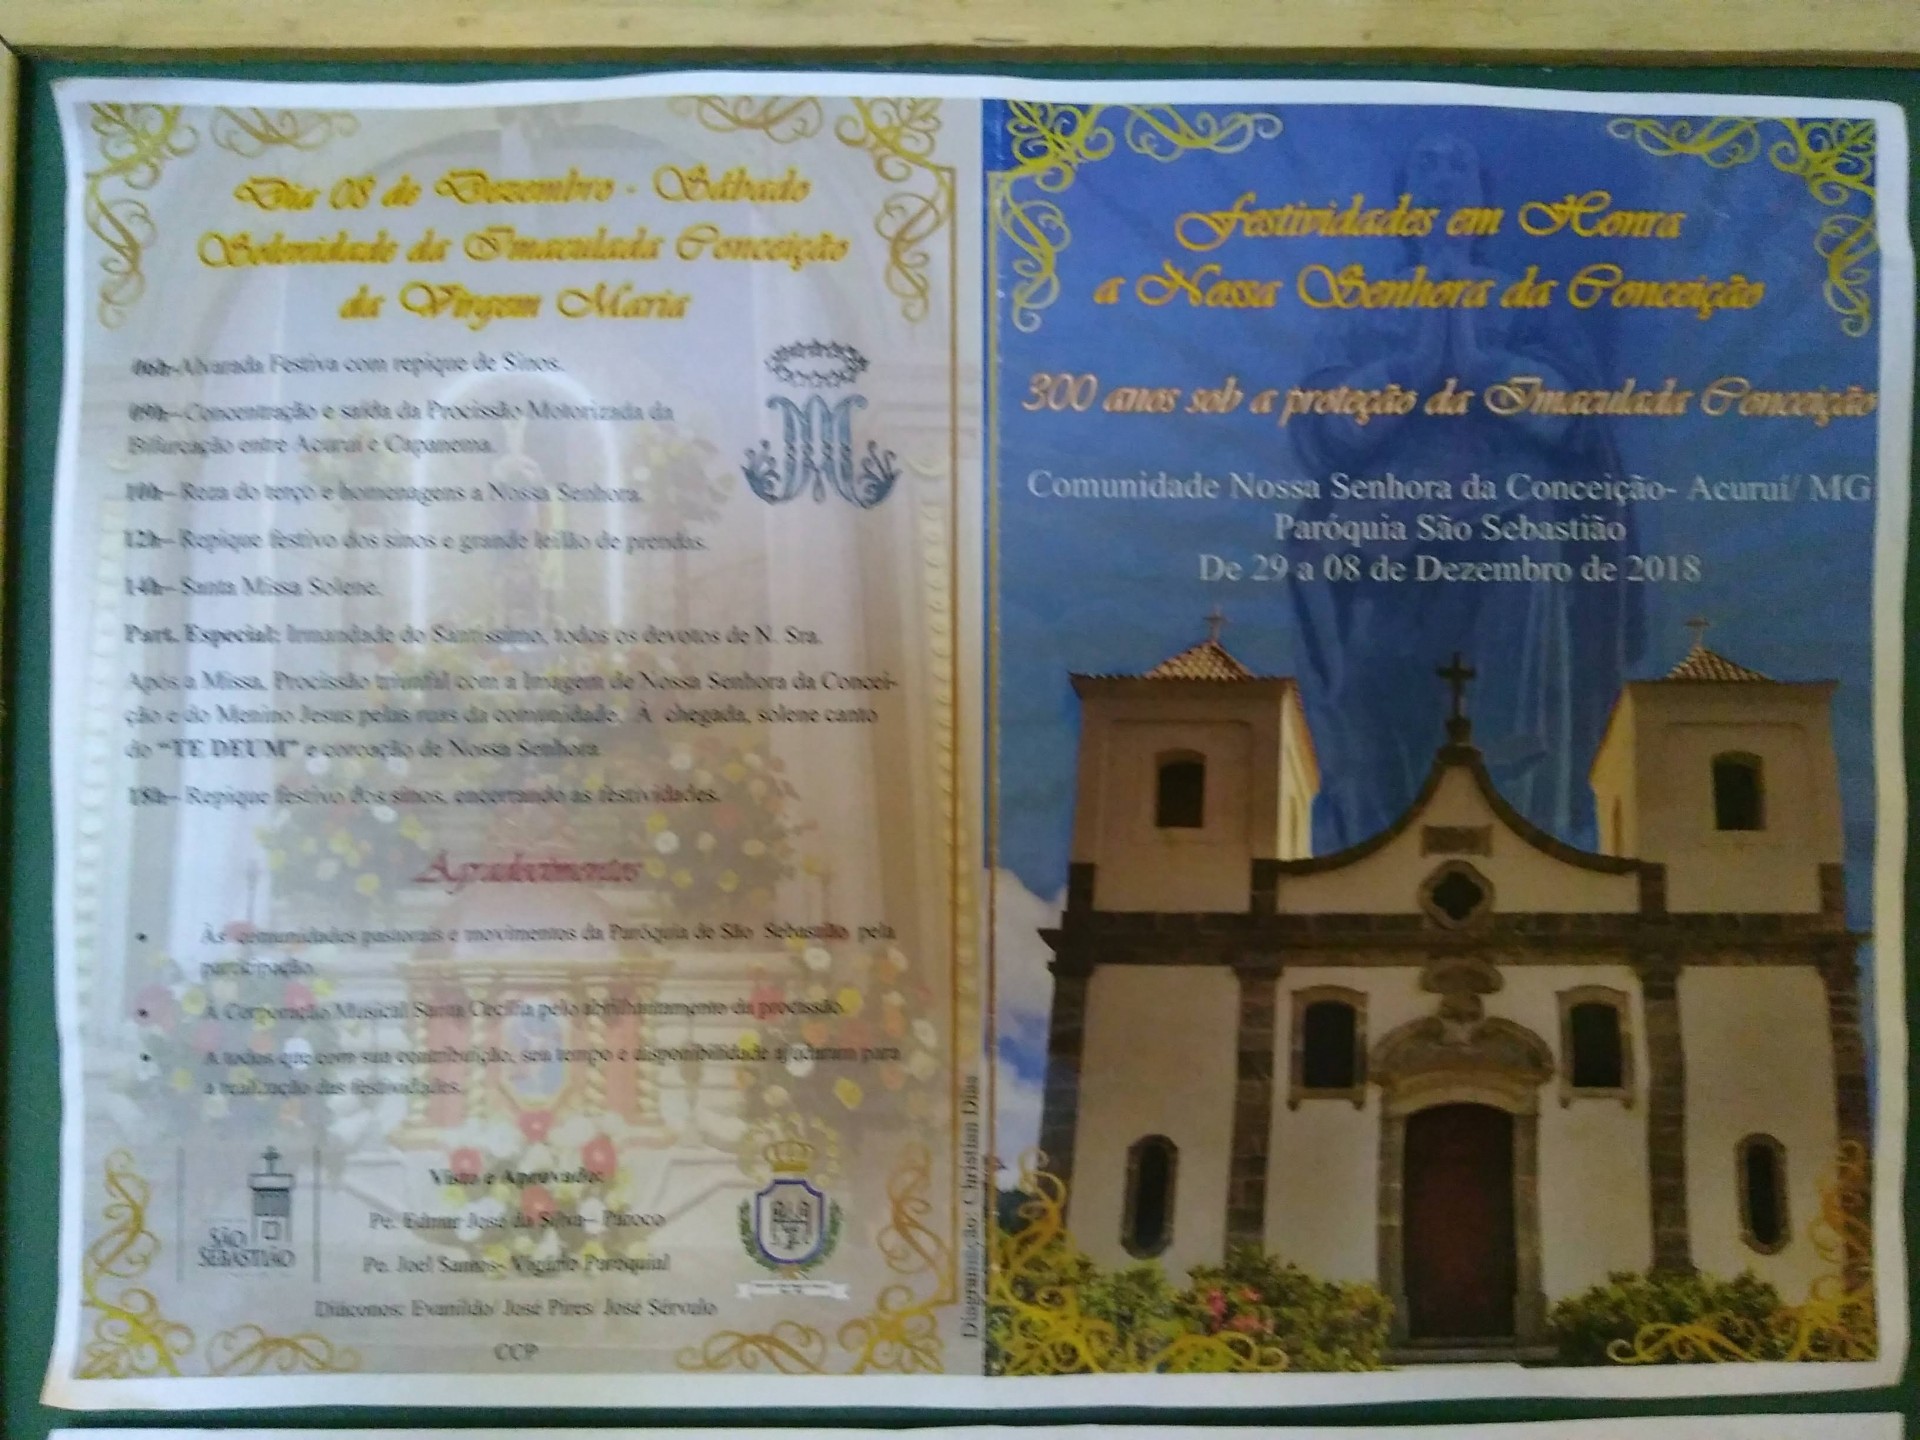 Dia 08 de Dezembro - Sábado
Solenidade da Imaculada Conceição
da Virgem Maria
06h-Alvarada Festiva com repique de Sinos.
09h– Concentração e saída da Procissão Motorizada da
Bifurcação entre Acuruí e Capanema.
10h– Reza do terço e homenagens a Nossa Senhora.
12h– Repique festivo dos sinos e grande leilão de prendas.
14h– Santa Missa Solene.
Part. Especial: Irmandade do Santíssimo, todos os devotos de N. Sra.
Após a Missa, Procissão triunfal com a Imagem de Nossa Senhora da Concei-
ção e do Menino Jesus pelas ruas da comunidade. À chegada, solene canto
do “TE DEUM” e coroação de Nossa Senhora
18h– Repique festivo dos sinos, encerrando as festividades.
Agradecimentos
• Às comunidades pastorais e movimentos da Paróquia de São Sebastião pela
participação.
• A Corporação Musical Santa Cecília pelo abrilhantamento da procissão
• A todos que com sua contribuição, seu tempo e disponibilidade ajudaram para
a realização das festividades.
SÃO
SEBASTIÃO
Visto e Aprovado:
Pe. Edmar José da Silva– Pároco
Pe. Joel Santos- Vigário Paroquial
Diáconos: Evanildo/ José Pires/ José Sérvulo
CCP
Diagramação: Christian Dias
Festividades em Honra
a Nossa Senhora da Conceição
300 anos sob a proteção da Imaculada Conceição
Comunidade Nossa Senhora da Conceição- Acuruí/ MG
Paróquia São Sebastião
De 29 a 08 de Dezembro de 2018